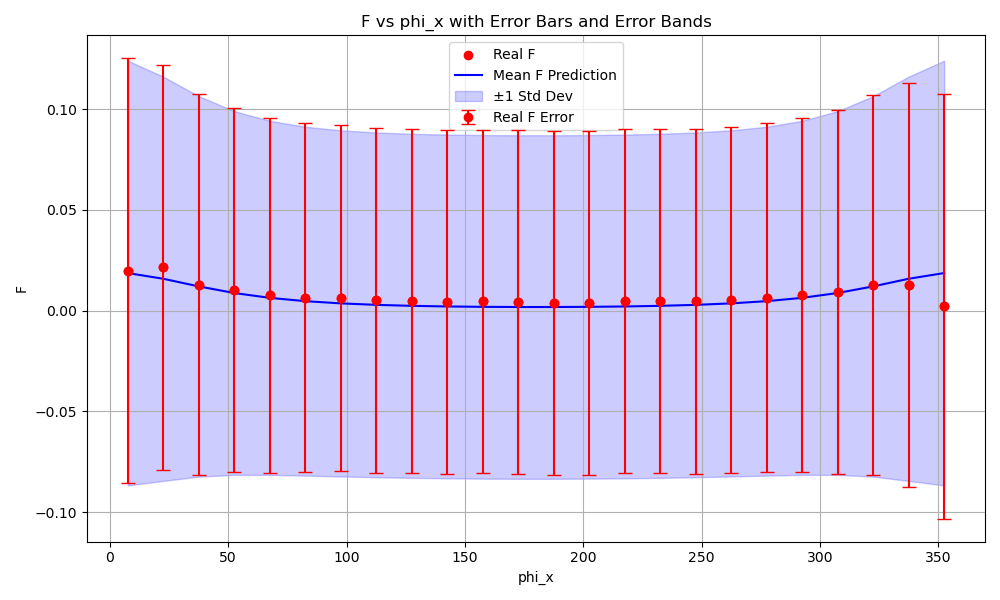 F vs phi_x with Error Bars and Error Bands
Real F
Mean F Prediction
±1 Std Dev
Real F Error
F
0.10
0.05
0.00
−0.05
−0.10
0
50
100
150
200
250
300
350
phi_x